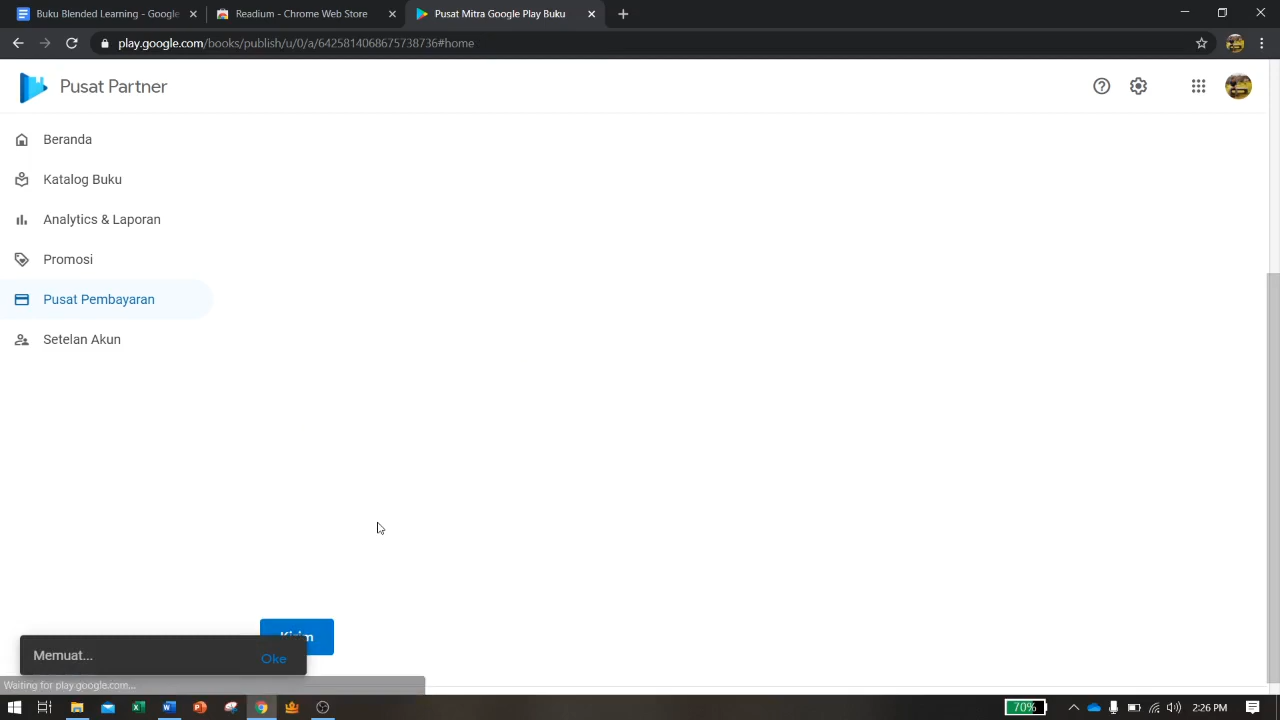 Buku Blended Learning - Google
Readium - Chrome Web Store
Pusat Mitra Google Play Buku
play.google.com/books/publish/u/0/a/6425814068675738736#home
Pusat Partner
Beranda
Katalog Buku
Analytics & Laporan
Promosi
Pusat Pembayaran
Setelan Akun
Kirim
Memuat...
Oke
Waiting for play.google.com...
70%
2:26 PM